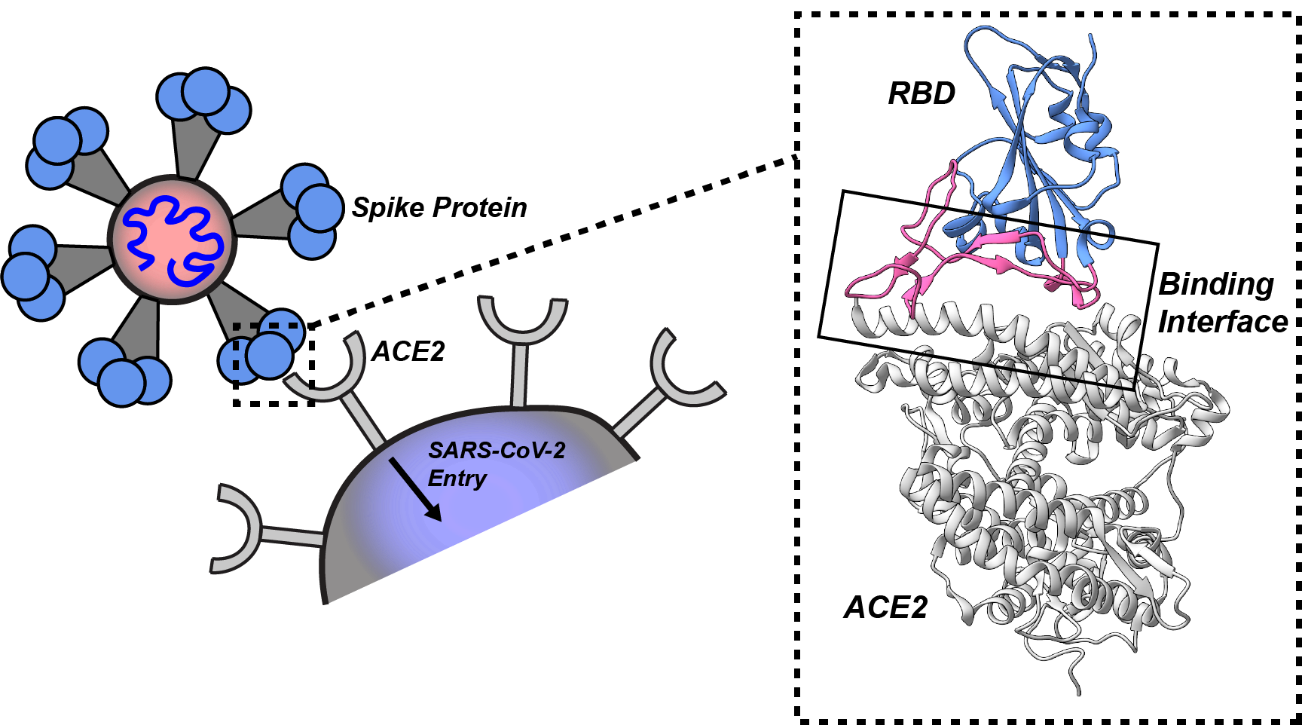 Spike Protein
ACE2
SARS-CoV-2
Entry
RBD
Binding
Interface
ACE2